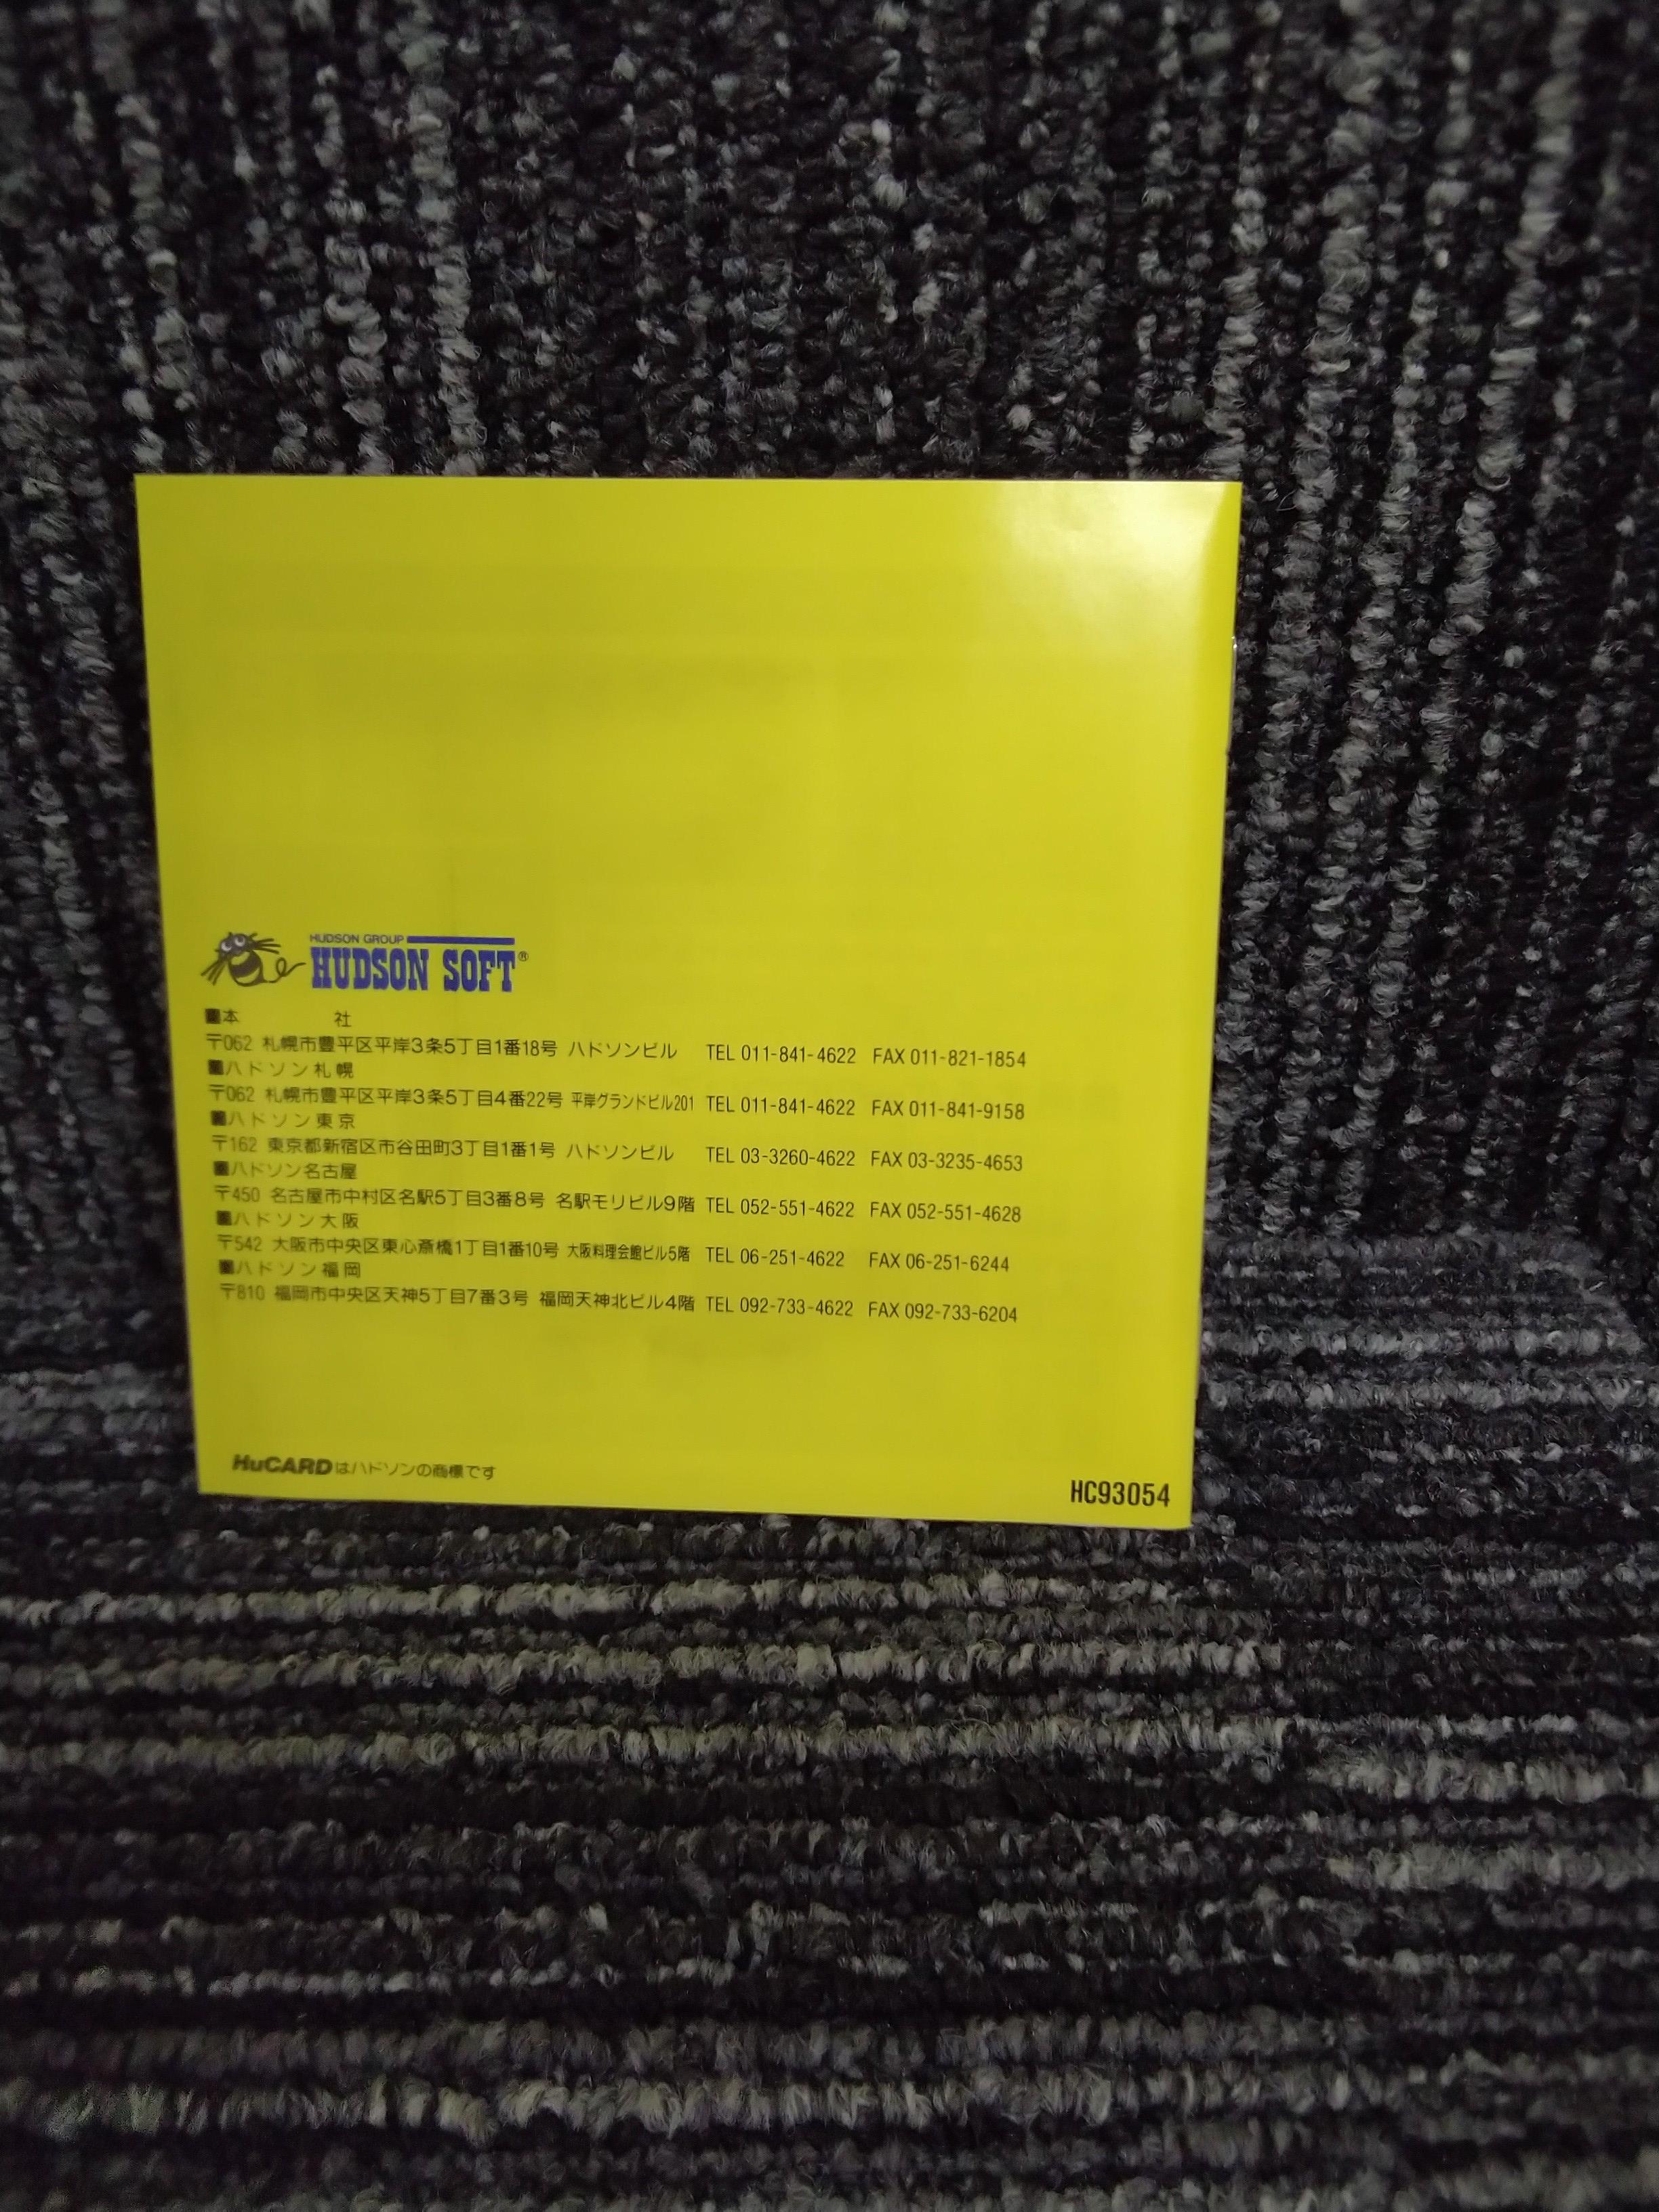 HUDSON GROUP
HUDSON SOFT®
■本 社
〒062 札幌市豊平区平岸3条5丁目1番18号 ハドソンビル TEL 011-841-4622 FAX 011-821-1854
■ハドソン札幌
〒062 札幌市豊平区平岸3条5丁目4番22号 平岸グランドビル201 TEL 011-841-4622 FAX 011-841-9158
■ハドソン東京
〒162 東京都新宿区市谷田町3丁目1番1号 ハドソンビル TEL 03-3260-4622 FAX 03-3235-4653
■ハドソン名古屋
〒450 名古屋市中村区名駅5丁目3番8号 名駅モリビル9階 TEL 052-551-4622 FAX 052-551-4628
■ハドソン大阪
〒542 大阪市中央区東心斎橋1丁目1番10号 大阪料理会館ビル5階 TEL 06-251-4622 FAX 06-251-6244
■ハドソン福岡
〒810 福岡市中央区天神5丁目7番3号 福岡天神北ビル4階 TEL 092-733-4622 FAX 092-733-6204
HuCARDはハドソンの商標です
HC93054